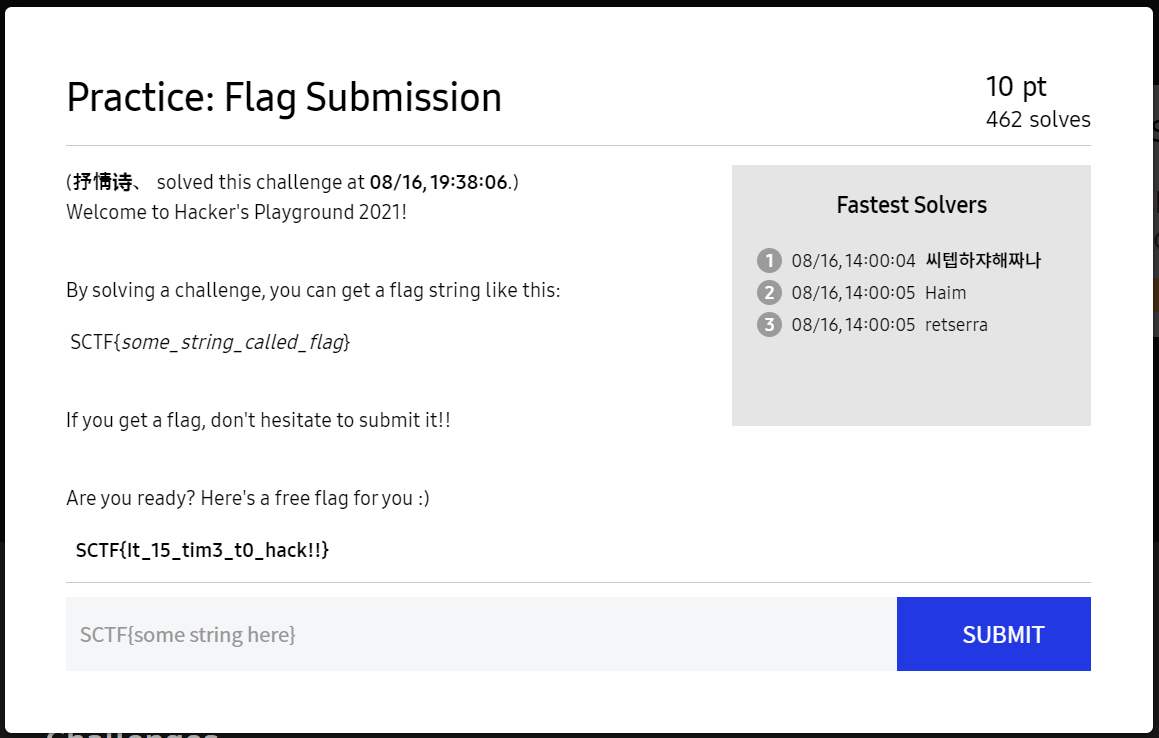 Practice: Flag Submission
10 pt
462 solves
(抒情诗、 solved this challenge at 08/16, 19:38:06.)
Welcome to Hacker's Playground 2021!
By solving a challenge, you can get a flag string like this:
SCTF{some_string_called_flag}
If you get a flag, don't hesitate to submit it!!
Are you ready? Here's a free flag for you :)
SCTF{It_15_tim3_t0_hack!!}
Fastest Solvers
1 08/16, 14:00:04 씨텝하쟈해짜나
2 08/16, 14:00:05 Haim
3 08/16, 14:00:05 retserra
SCTF{some string here}
SUBMIT
Challenges